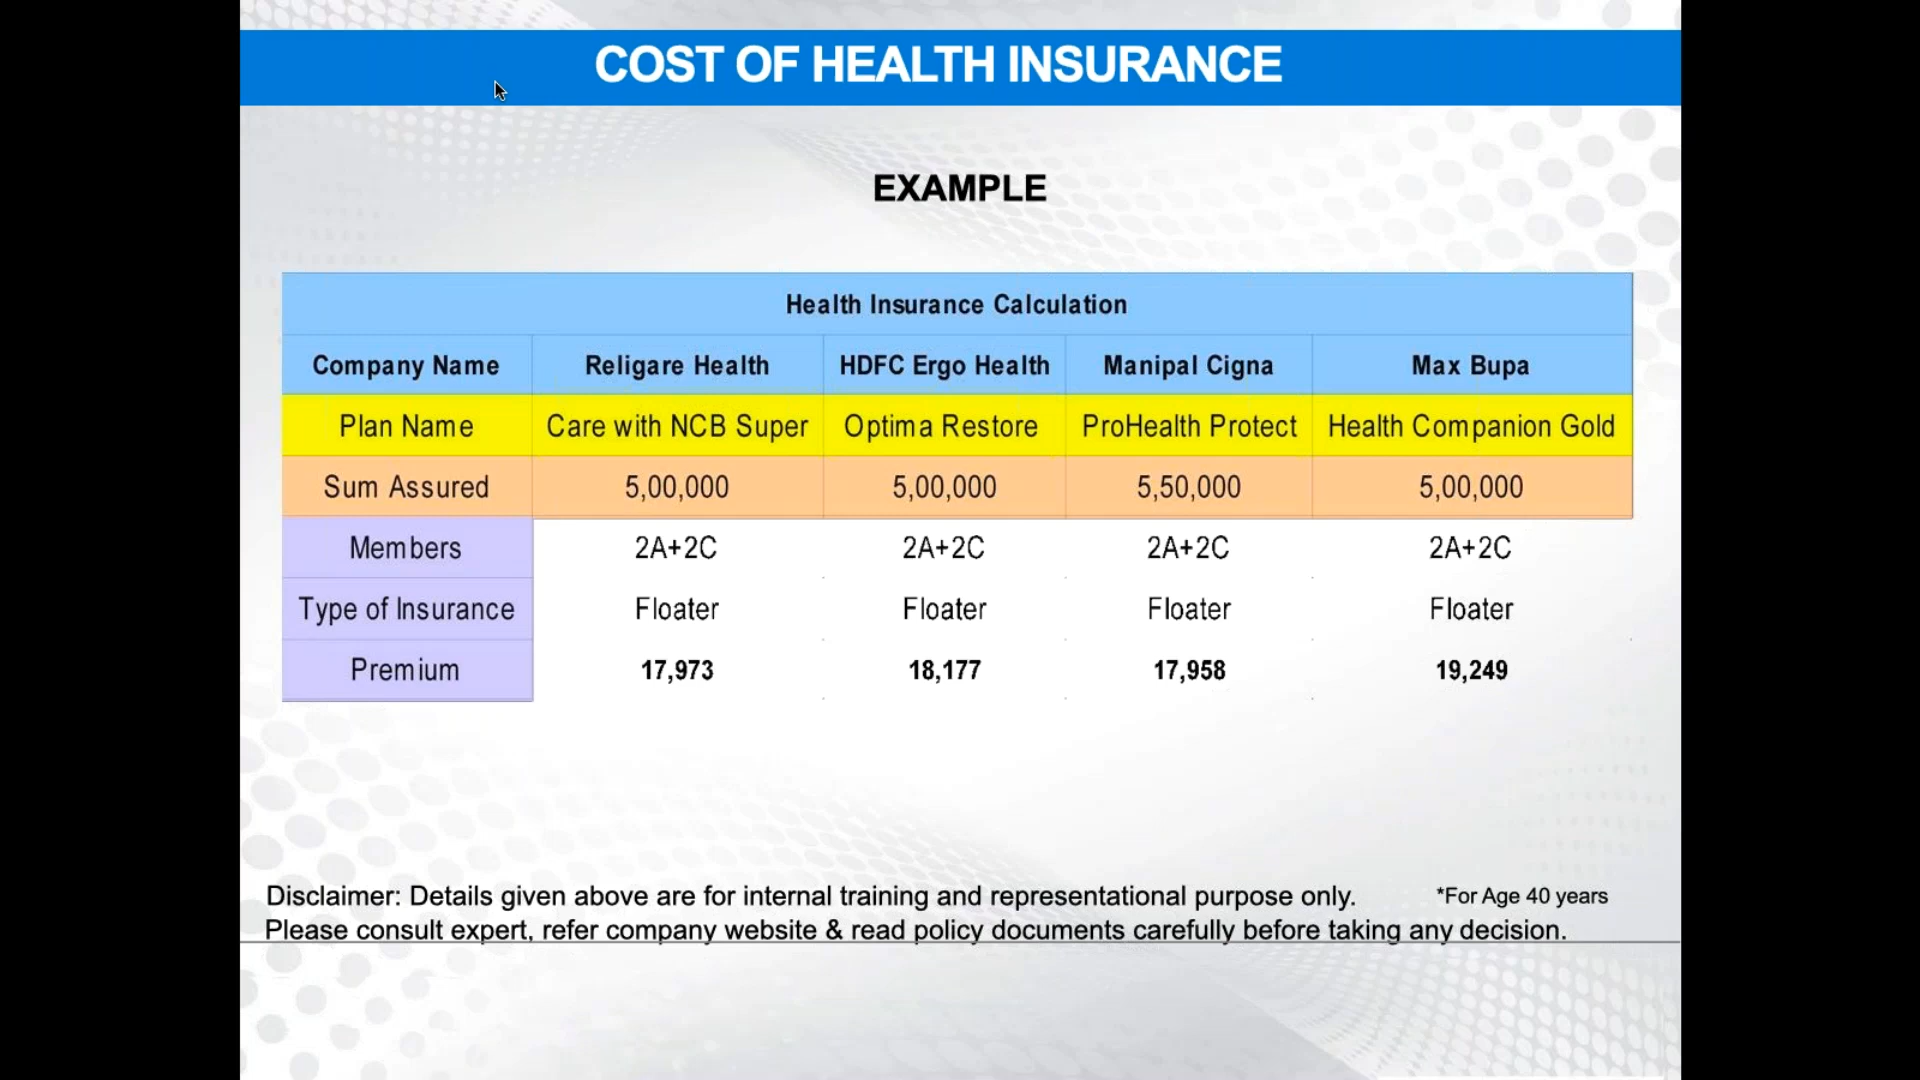 COST OF HEALTH INSURANCE
EXAMPLE
Health Insurance Calculation
Company Name Religare Health HDFC Ergo Health Manipal Cigna Max Bupa
Plan Name Care with NCB Super Optima Restore ProHealth Protect Health Companion Gold
Sum Assured 5,00,000 5,00,000 5,50,000 5,00,000
Members 2A+2C 2A+2C 2A+2C 2A+2C
Type of Insurance Floater Floater Floater Floater
Premium 17,973 18,177 17,958 19,249
Disclaimer: Details given above are for internal training and representational purpose only. *For Age 40 years
Please consult expert, refer company website & read policy documents carefully before taking any decision.